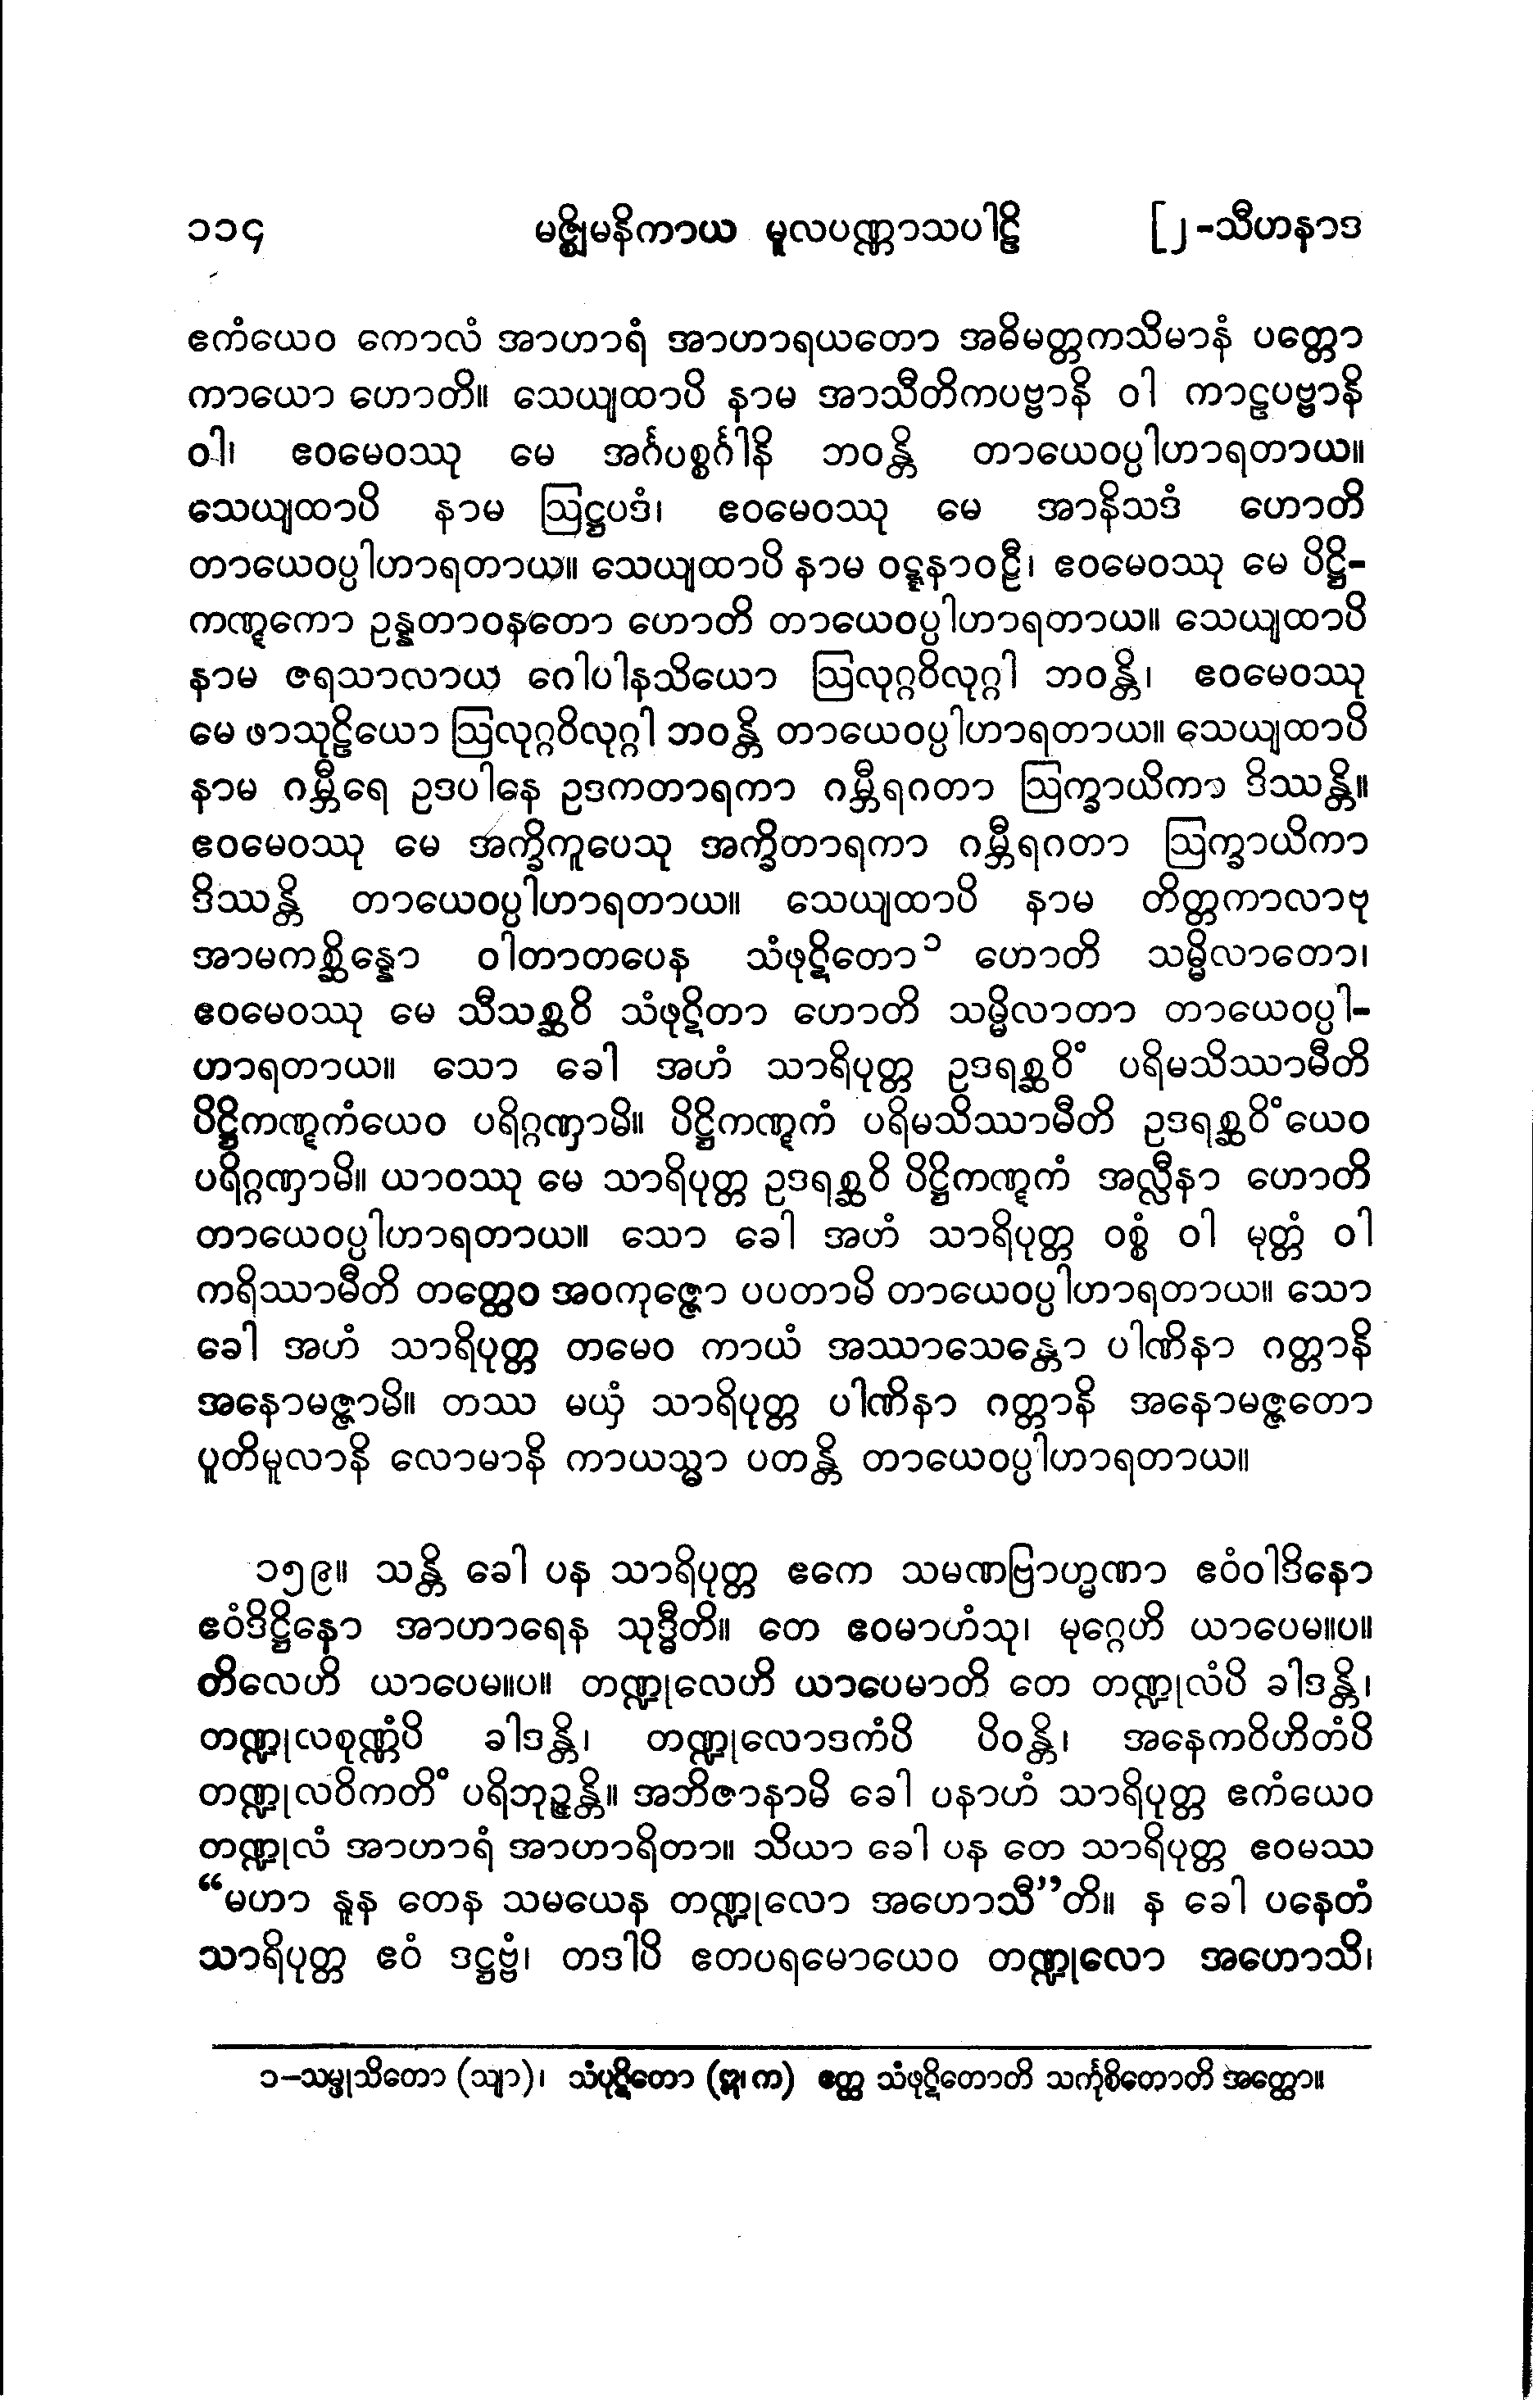 ၁၁၄ မဇ္ဈိမနိကာယ မူလပဏ္ဏာသပါဠိ [၂-သီဟနာဒ
ဧကံယေဝ ကောလံ အာဟာရံ အာဟာရယတော အဓိမတ္တကသိမာနံ ပတ္တော
ကာယော ဟောတိ။ သေယျထာပိ နာမ အာသီတိကပဗ္ဗာနိ ဝါ ကာဠပဗ္ဗာနိ
ဝါ၊ ဧဝမေဝဿု မေ အင်္ဂပစ္စင်္ဂါနိ ဘဝန္တိ တာယေဝပ္ပါဟာရတာယ။
သေယျထာပိ နာမ ဩဋ္ဌပဒံ၊ ဧဝမေဝဿု မေ အာနိသဒံ ဟောတိ
တာယေဝပ္ပါဟာရတာယ။ သေယျထာပိ နာမ ဝဋ္ဋနာဝဠီ၊ ဧဝမေဝဿု မေ ပိဋ္ဌိ-
ကဏ္ဋကော ဥန္နတာဝနတော ဟောတိ တာယေဝပ္ပါဟာရတာယ။ သေယျထာပိ
နာမ ဇရသာလာယ ဂေါပါနသိယော ဩလုဂ္ဂဝိလုဂ္ဂါ ဘဝန္တိ၊ ဧဝမေဝဿု
မေ ဖာသုဠိယော ဩလုဂ္ဂဝိလုဂ္ဂါ ဘဝန္တိ တာယေဝပ္ပါဟာရတာယ။ သေယျထာပိ
နာမ ဂမ္ဘီရေ ဥဒပါနေ ဥဒကတာရကာ ဂမ္ဘီရဂတာ ဩက္ခာယိကာ ဒိဿန္တိ။
ဧဝမေဝဿု မေ အက္ခိကူပေသု အက္ခိတာရကာ ဂမ္ဘီရဂတာ ဩက္ခာယိကာ
ဒိဿန္တိ တာယေဝပ္ပါဟာရတာယ။ သေယျထာပိ နာမ တိတ္တကာလာဗု
အာမကစ္ဆိန္နော ဝါတာတပေန သံဖုဋိတော၁ ဟောတိ သမ္မိလာတော၊
ဧဝမေဝဿု မေ သီသစ္ဆဝိ သံဖုဋိတာ ဟောတိ သမ္မိလာတာ တာယေဝပ္ပါ-
ဟာရတာယ။ သော ခေါ အဟံ သာရိပုတ္တ ဥဒရစ္ဆဝိံ ပရိမသိဿာမီတိ
ပိဋ္ဌိကဏ္ဋကံယေဝ ပရိဂ္ဂဏှာမိ။ ပိဋ္ဌိကဏ္ဋကံ ပရိမသိဿာမီတိ ဥဒရစ္ဆဝိံယေဝ
ပရိဂ္ဂဏှာမိ။ ယာဝဿု မေ သာရိပုတ္တ ဥဒရစ္ဆဝိ ပိဋ္ဌိကဏ္ဋကံ အလ္လီနာ ဟောတိ
တာယေဝပ္ပါဟာရတာယ။ သော ခေါ အဟံ သာရိပုတ္တ ဝစ္စံ ဝါ မုတ္တံ ဝါ
ကရိဿာမီတိ တတ္ထေဝ အဝကုဇ္ဇော ပပတာမိ တာယေဝပ္ပါဟာရတာယ။ သော
ခေါ အဟံ သာရိပုတ္တ တမေဝ ကာယံ အဿာသေန္တော ပါဏိနာ ဂတ္တာနိ
အနောမဇ္ဇာမိ။ တဿ မယှံ သာရိပုတ္တ ပါဏိနာ ဂတ္တာနိ အနောမဇ္ဇတော
ပူတိမူလာနိ လောမာနိ ကာယသ္မာ ပတန္တိ တာယေဝပ္ပါဟာရတာယ။
၁၅၉။ သန္တိ ခေါ ပန သာရိပုတ္တ ဧကေ သမဏဗြာဟ္မဏာ ဧဝံဝါဒိနော
ဧဝံဒိဋ္ဌိနော အာဟာရေန သုဒ္ဓီတိ။ တေ ဧဝမာဟံသု၊ မုဂ္ဂေဟိ ယာပေမ။ပ။
တိလေဟိ ယာပေမ။ပ။ တဏ္ဍုလေဟိ ယာပေမာတိ တေ တဏ္ဍုလံပိ ခါဒန္တိ၊
တဏ္ဍုလစုဏ္ဏံပိ ခါဒန္တိ၊ တဏ္ဍုလောဒကံပိ ပိဝန္တိ၊ အနေကဝိဟိတံပိ
တဏ္ဍုလဝိကတိံ ပရိဘုဉ္ဇန္တိ။ အဘိဇာနာမိ ခေါ ပနာဟံ သာရိပုတ္တ ဧကံယေဝ
တဏ္ဍုလံ အာဟာရံ အာဟာရိတာ။ သိယာ ခေါ ပန တေ သာရိပုတ္တ ဧဝမဿ
“မဟာ နူန တေန သမယေန တဏ္ဍုလော အဟောသီ”တိ။ န ခေါ ပနေတံ
သာရိပုတ္တ ဧဝံ ဒဋ္ဌဗ္ဗံ၊ တဒါပိ ဧတပရမောယေဝ တဏ္ဍုလော အဟောသိ၊
၁-သမ္ဖုသိတော (သျာ)၊ သံပုဋိတော (ဋ္ဌ၊ က) ဧတ္ထ သံဖုဋိတောတိ သင်္ကုစိတောတိ အတ္ထော။